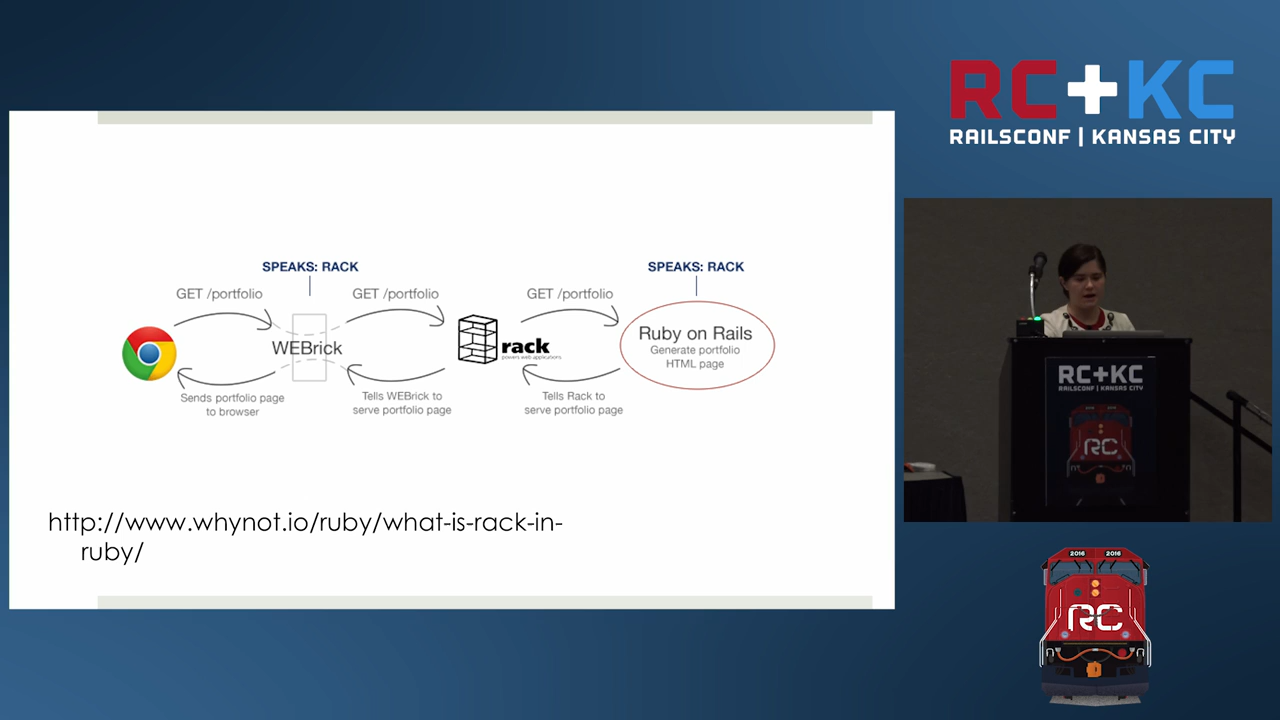 SPEAKS: RACK
SPEAKS: RACK
GET /portfolio
GET /portfolio
GET /portfolio
WEBrick
rack
powers web applications
Ruby on Rails
Generate portfolio
HTML page
Sends portfolio page
to browser
Tells WEBrick to
serve portfolio page
Tells Rack to
serve portfolio page
http://www.whynot.io/ruby/what-is-rack-in-
ruby/
RC+KC
RAILSCONF | KANSAS CITY
RC+KC
RAILSCONF | KANSAS CITY
RC
2016
2016
RC